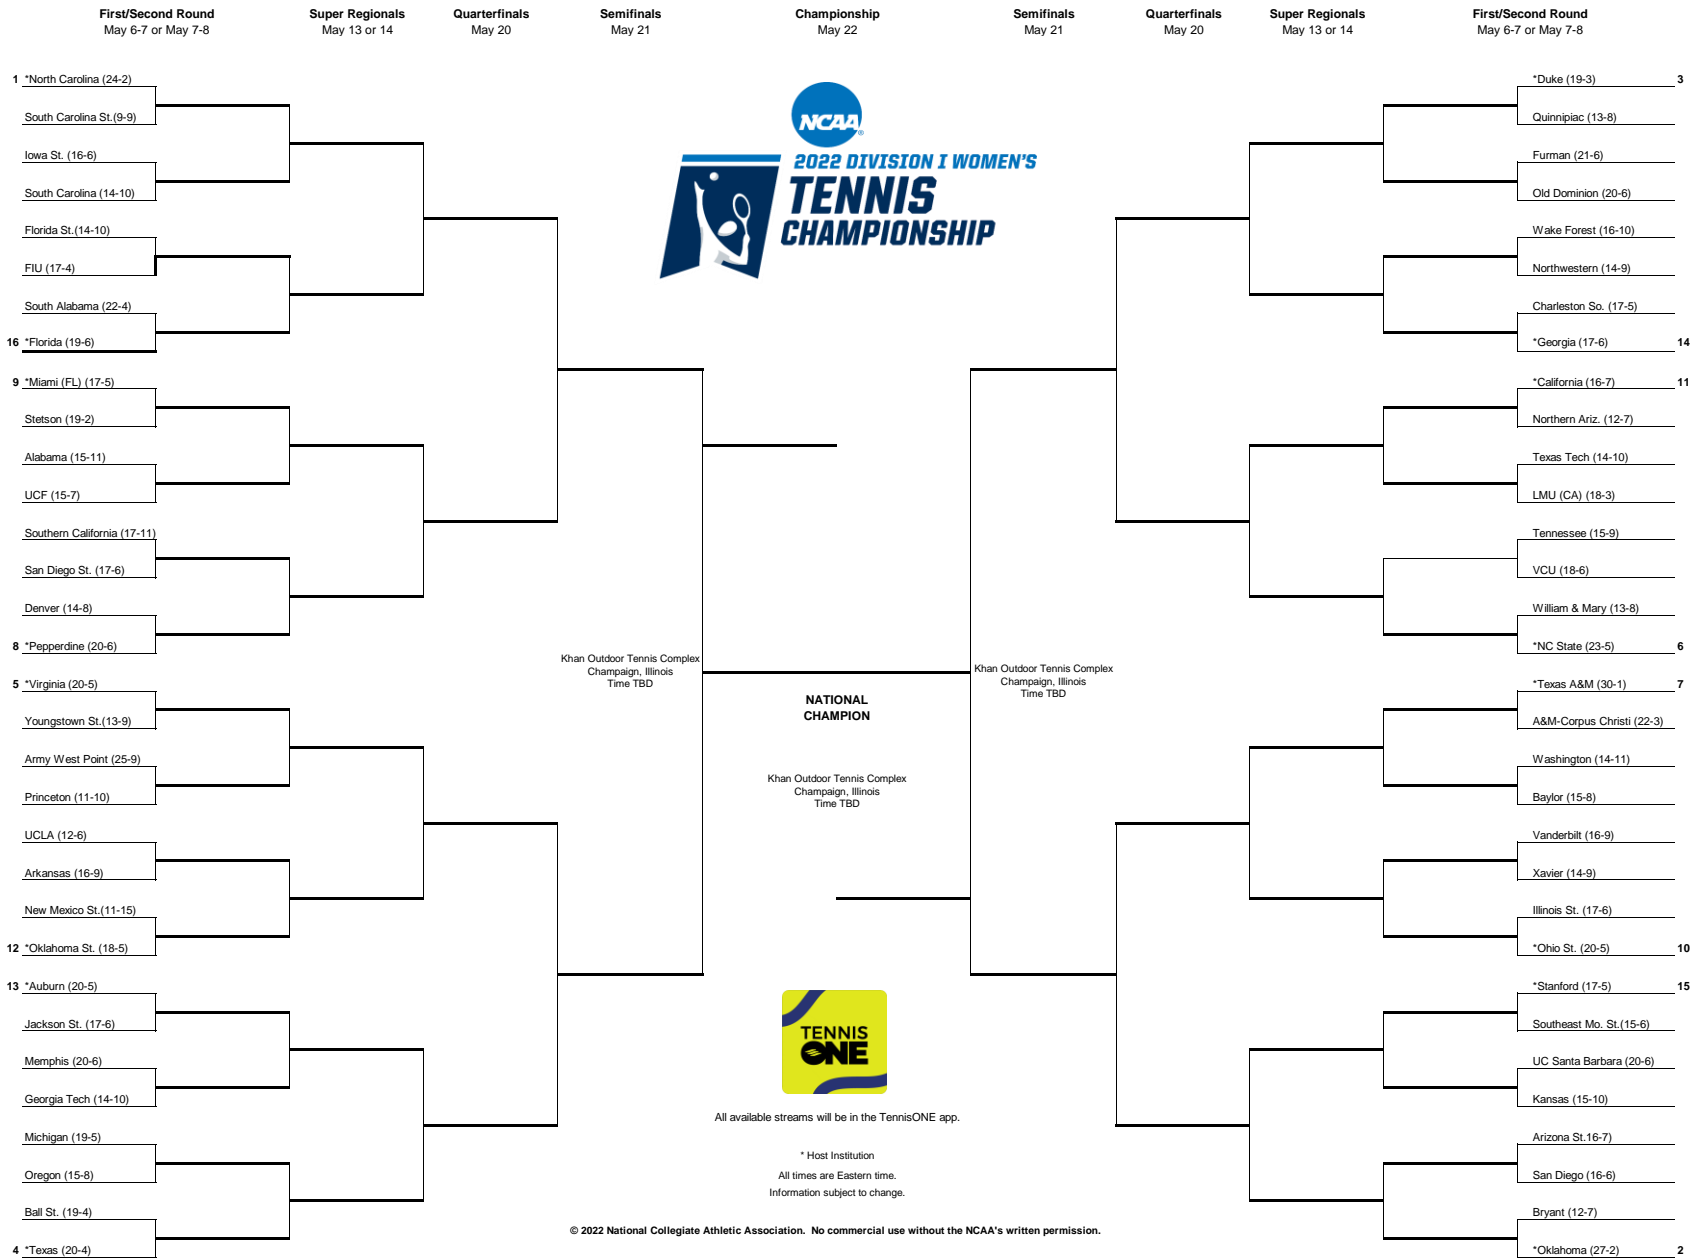 First/Second Round
May 6-7 or May 7-8
Super Regionals
May 13 or 14
Quarterfinals
May 20
Semifinals
May 21
Championship
May 22
Semifinals
May 21
Quarterfinals
May 20
Super Regionals
May 13 or 14
First/Second Round
May 6-7 or May 7-8
1 *North Carolina (24-2)
South Carolina St.(9-9)
Iowa St. (16-6)
South Carolina (14-10)
Florida St.(14-10)
FIU (17-4)
South Alabama (22-4)
16 *Florida (19-6)
9 *Miami (FL) (17-5)
Stetson (19-2)
Alabama (15-11)
UCF (15-7)
Southern California (17-11)
San Diego St. (17-6)
Denver (14-8)
8 *Pepperdine (20-6)
5 *Virginia (20-5)
Youngstown St.(13-9)
Army West Point (25-9)
Princeton (11-10)
UCLA (12-6)
Arkansas (16-9)
New Mexico St.(11-15)
12 *Oklahoma St. (18-5)
13 *Auburn (20-5)
Jackson St. (17-6)
Memphis (20-6)
Georgia Tech (14-10)
Michigan (19-5)
Oregon (15-8)
Ball St. (19-4)
4 *Texas (20-4)
NCAA®
2022 DIVISION I WOMEN'S
TENNIS
CHAMPIONSHIP
Khan Outdoor Tennis Complex
Champaign, Illinois
Time TBD
NATIONAL
CHAMPION
Khan Outdoor Tennis Complex
Champaign, Illinois
Time TBD
Khan Outdoor Tennis Complex
Champaign, Illinois
Time TBD
TENNIS
ONE
All available streams will be in the TennisONE app.
* Host Institution
All times are Eastern time.
Information subject to change.
© 2022 National Collegiate Athletic Association. No commercial use without the NCAA's written permission.
*Duke (19-3) 3
Quinnipiac (13-8)
Furman (21-6)
Old Dominion (20-6)
Wake Forest (16-10)
Northwestern (14-9)
Charleston So. (17-5)
*Georgia (17-6) 14
*California (16-7) 11
Northern Ariz. (12-7)
Texas Tech (14-10)
LMU (CA) (18-3)
Tennessee (15-9)
VCU (18-6)
William & Mary (13-8)
*NC State (23-5) 6
*Texas A&M (30-1) 7
A&M-Corpus Christi (22-3)
Washington (14-11)
Baylor (15-8)
Vanderbilt (16-9)
Xavier (14-9)
Illinois St. (17-6)
*Ohio St. (20-5) 10
*Stanford (17-5) 15
Southeast Mo. St.(15-6)
UC Santa Barbara (20-6)
Kansas (15-10)
Arizona St.16-7)
San Diego (16-6)
Bryant (12-7)
*Oklahoma (27-2) 2